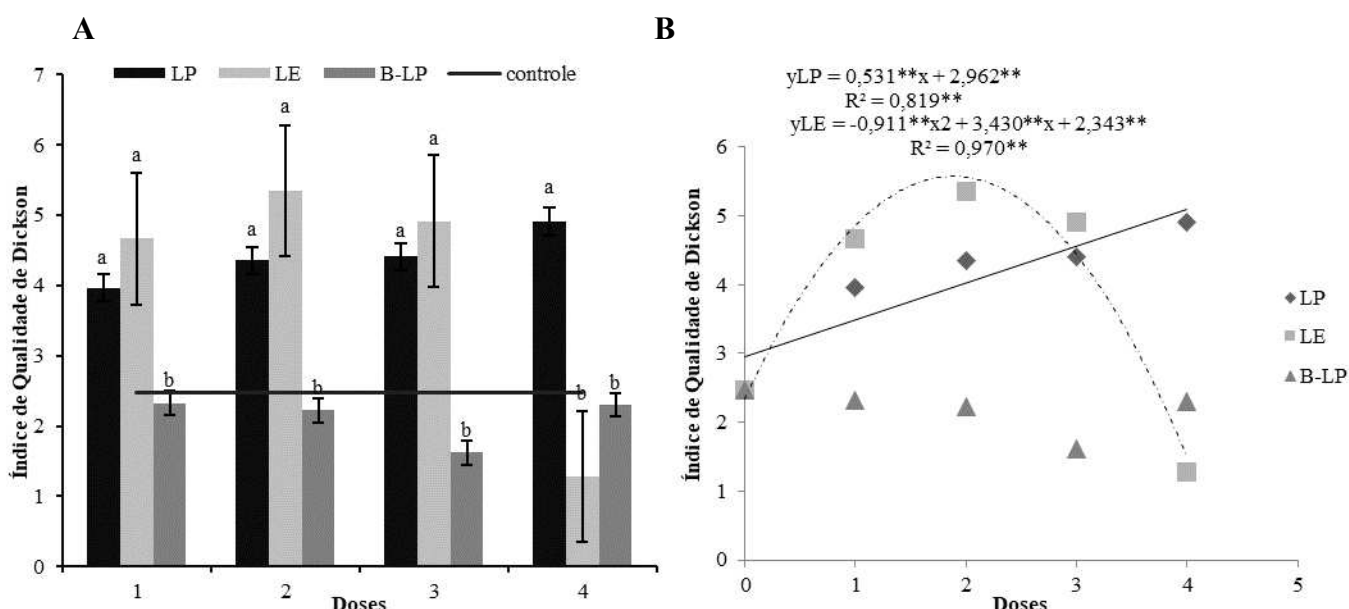 A
B
Índice de Qualidade de Dickson
7
6
5
4
3
2
1
0
LP LE B-LP controle
a a b
a a b
a a b
a b b
1 2 3 4
Doses
yLP = 0,531**x + 2,962**
R² = 0,819**
yLE = -0,911**x2 + 3,430**x + 2,343**
R² = 0,970**
Índice de Qualidade de Dickson
6
5
4
3
2
1
0
LP
LE
B-LP
0 1 2 3 4 5
Doses